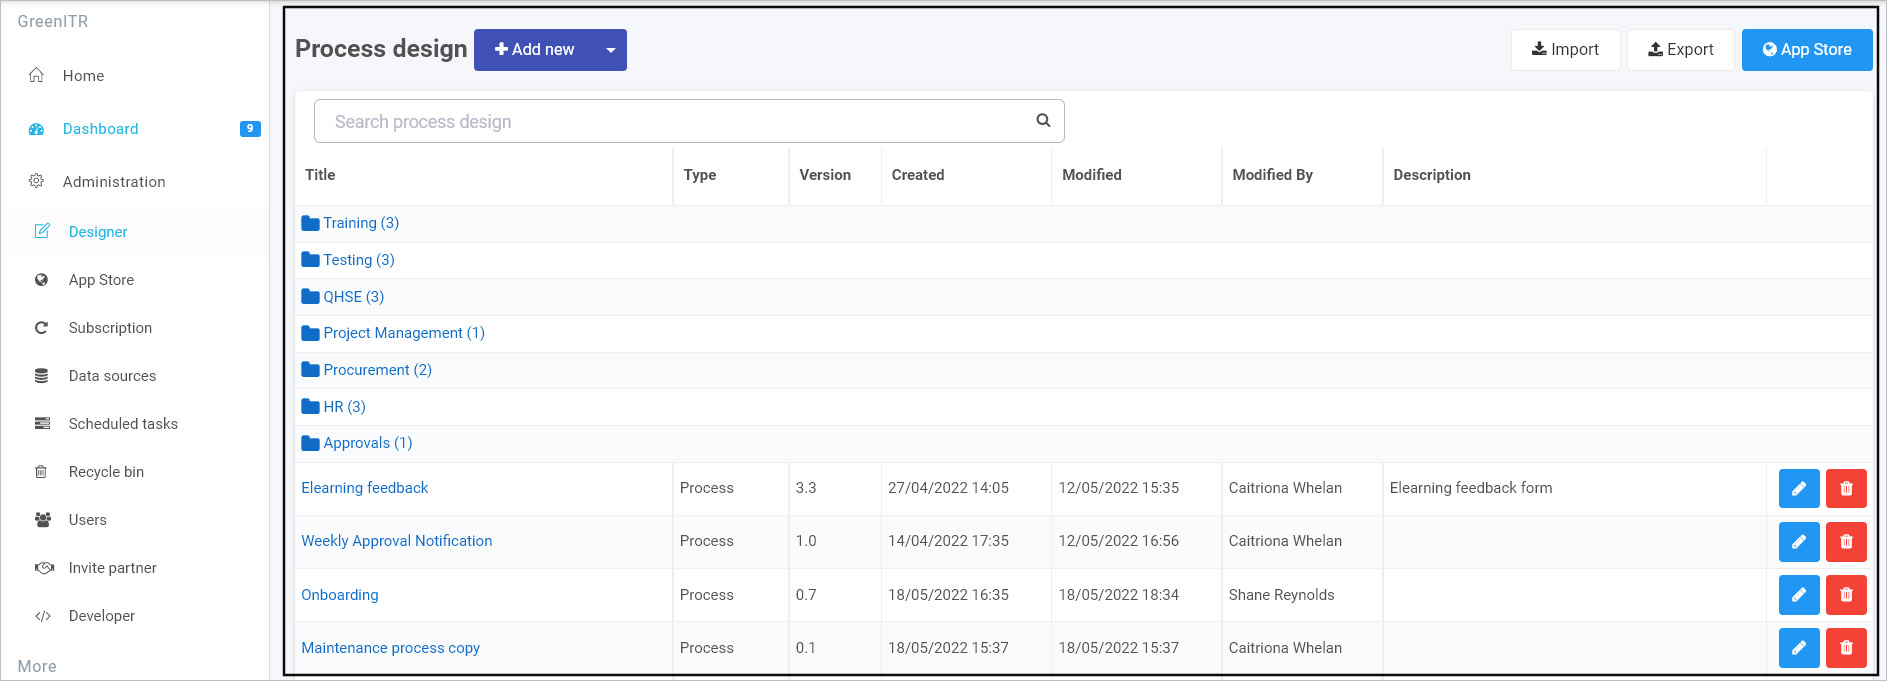 GreenITR
Home
Dashboard 9
Administration
Designer
App Store
Subscription
Data sources
Scheduled tasks
Recycle bin
Users
Invite partner
Developer
More
Process design Add new Import Export App Store
Search process design
Title Type Version Created Modified Modified By Description
Training (3)
Testing (3)
QHSE (3)
Project Management (1)
Procurement (2)
HR (3)
Approvals (1)
Elearning feedback Process 3.3 27/04/2022 14:05 12/05/2022 15:35 Caitriona Whelan Elearning feedback form
Weekly Approval Notification Process 1.0 14/04/2022 17:35 12/05/2022 16:56 Caitriona Whelan
Onboarding Process 0.7 18/05/2022 16:35 18/05/2022 18:34 Shane Reynolds
Maintenance process copy Process 0.1 18/05/2022 15:37 18/05/2022 15:37 Caitriona Whelan